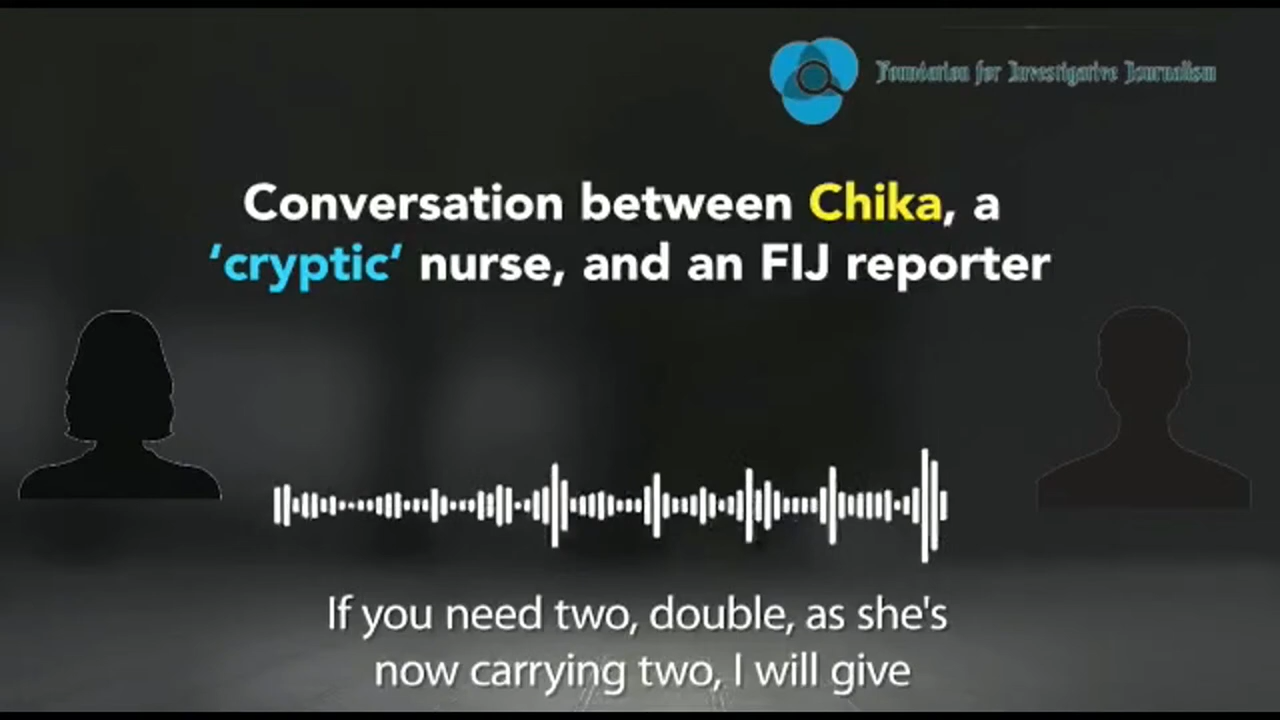 Foundation for Investigative Journalism
Conversation between Chika, a
‘cryptic’ nurse, and an FIJ reporter
If you need two, double, as she's
now carrying two, I will give